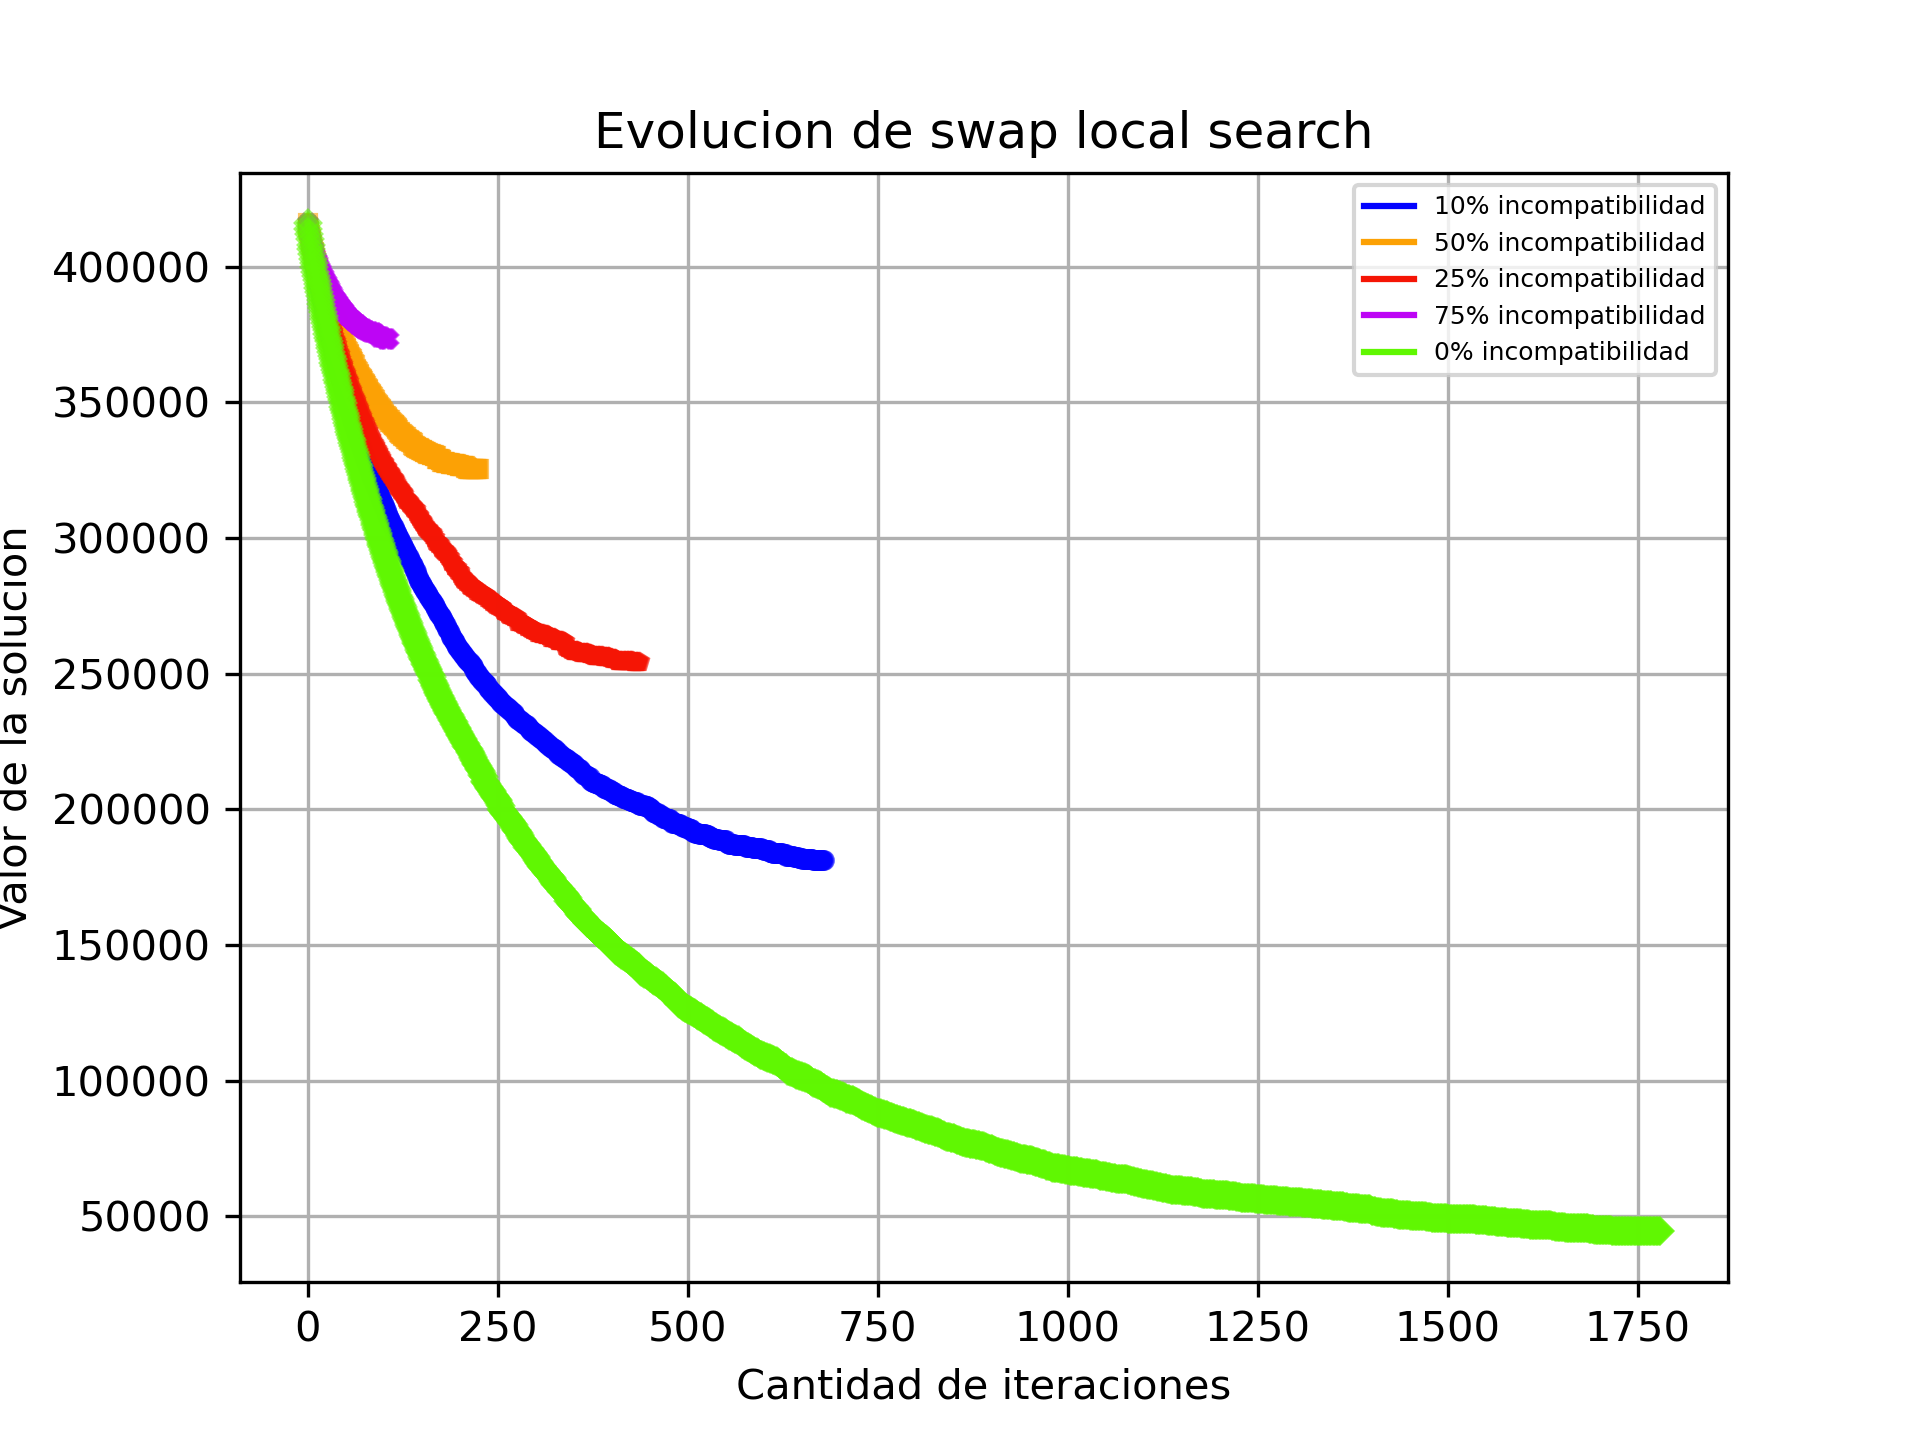 Evolucion de swap local search
10% incompatibilidad
50% incompatibilidad
25% incompatibilidad
75% incompatibilidad
0% incompatibilidad
Valor de la solucion
400000
350000
300000
250000
200000
150000
100000
50000
0 250 500 750 1000 1250 1500 1750
Cantidad de iteraciones